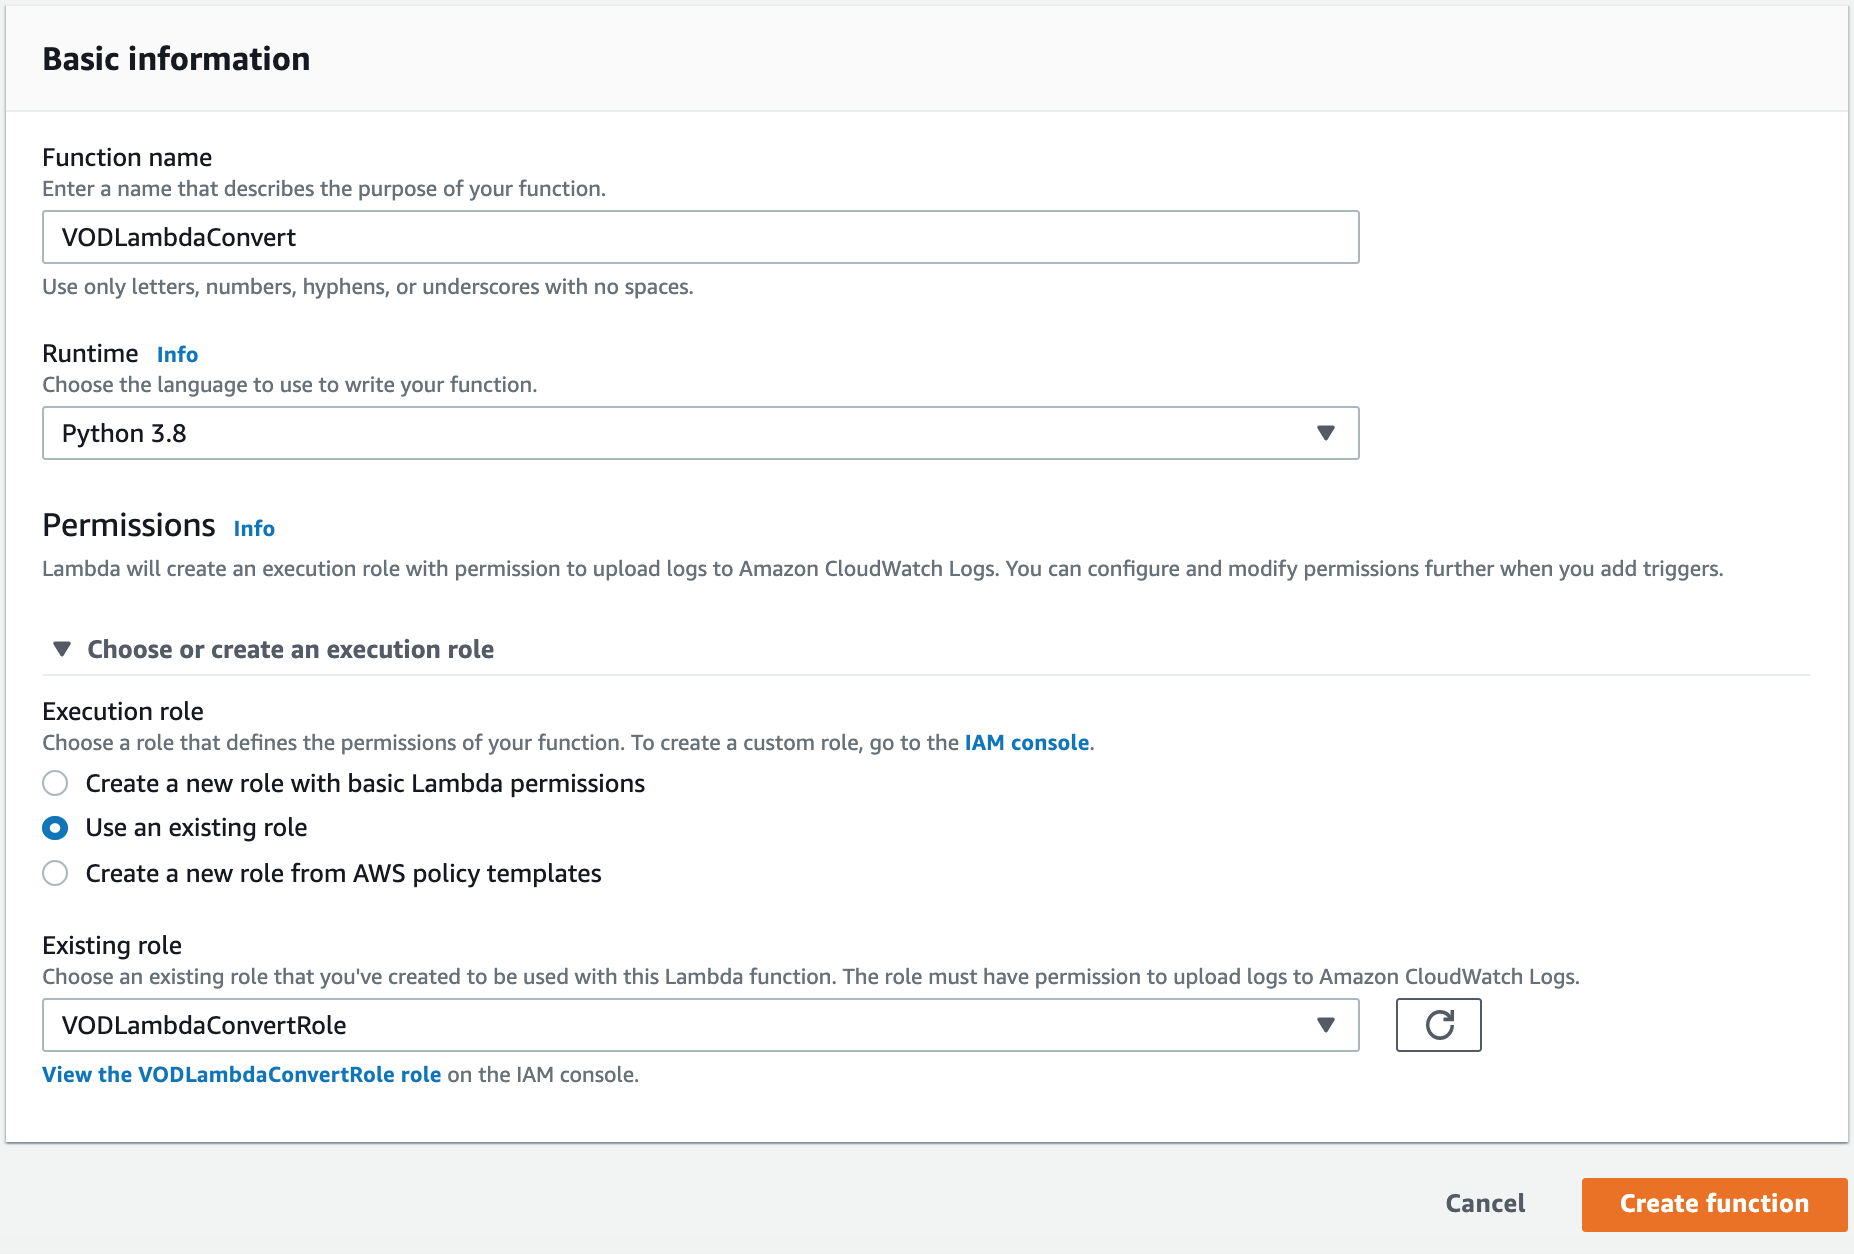 Basic information
Function name
Enter a name that describes the purpose of your function.
VODLambdaConvert
Use only letters, numbers, hyphens, or underscores with no spaces.
Runtime Info
Choose the language to use to write your function.
Python 3.8
Permissions Info
Lambda will create an execution role with permission to upload logs to Amazon CloudWatch Logs. You can configure and modify permissions further when you add triggers.
Choose or create an execution role
Execution role
Choose a role that defines the permissions of your function. To create a custom role, go to the IAM console.
Create a new role with basic Lambda permissions
Use an existing role
Create a new role from AWS policy templates
Existing role
Choose an existing role that you've created to be used with this Lambda function. The role must have permission to upload logs to Amazon CloudWatch Logs.
VODLambdaConvertRole
View the VODLambdaConvertRole role on the IAM console.
Cancel Create function